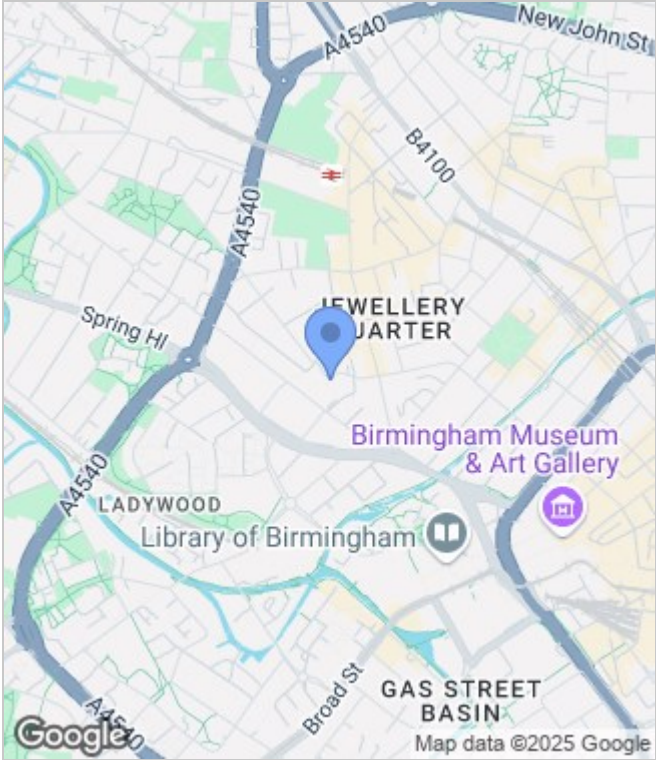 A4540
New John St
B4100
A4540
JEWELLERY
QUARTER
Spring Hl
Birmingham Museum
& Art Gallery
A4540
LADYWOOD
Library of Birmingham
Broad St
GAS STREET
BASIN
A4540
Google
Map data ©2025 Google